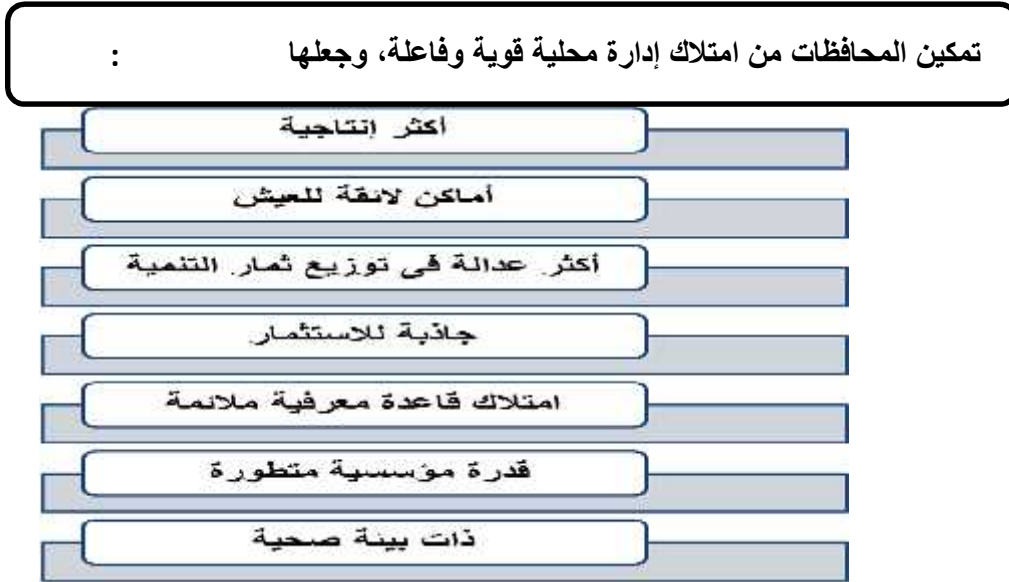 تمكين المحافظات من امتلاك إدارة محلية قوية وفاعلة، وجعلها :
أكثر إنتاجية
أماكن لائقة للعيش
أكثر عدالة في توزيع ثمار التنمية
جاذبة للاستثمار
امتلاك قاعدة معرفية ملائمة
قدرة مؤسسية متطورة
ذات بيئة صحية